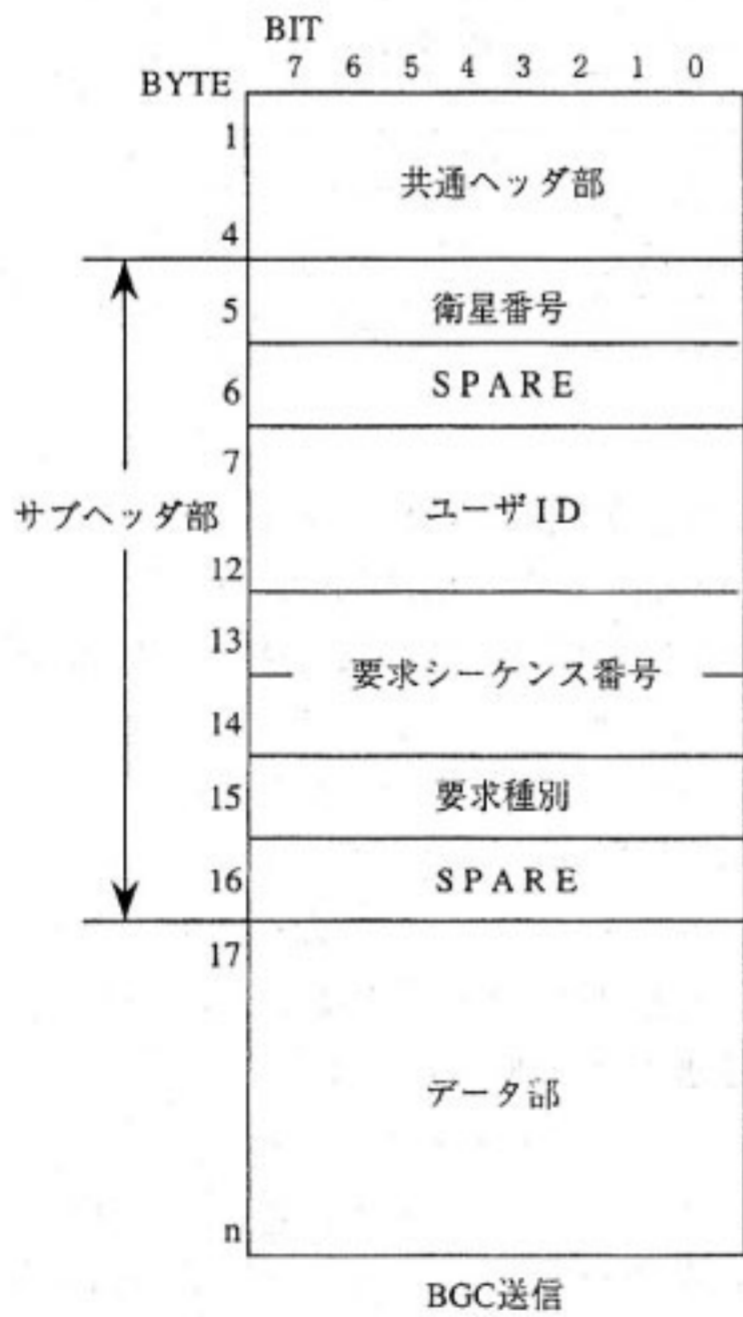 BIT
BYTE 7 6 5 4 3 2 1 0
1
共通ヘッダ部
4
5 衛星番号
6 SPARE
7
サブヘッダ部 ユーザID
12
13
要求シーケンス番号
14
15 要求種別
16 SPARE
17
データ部
n
BGC送信